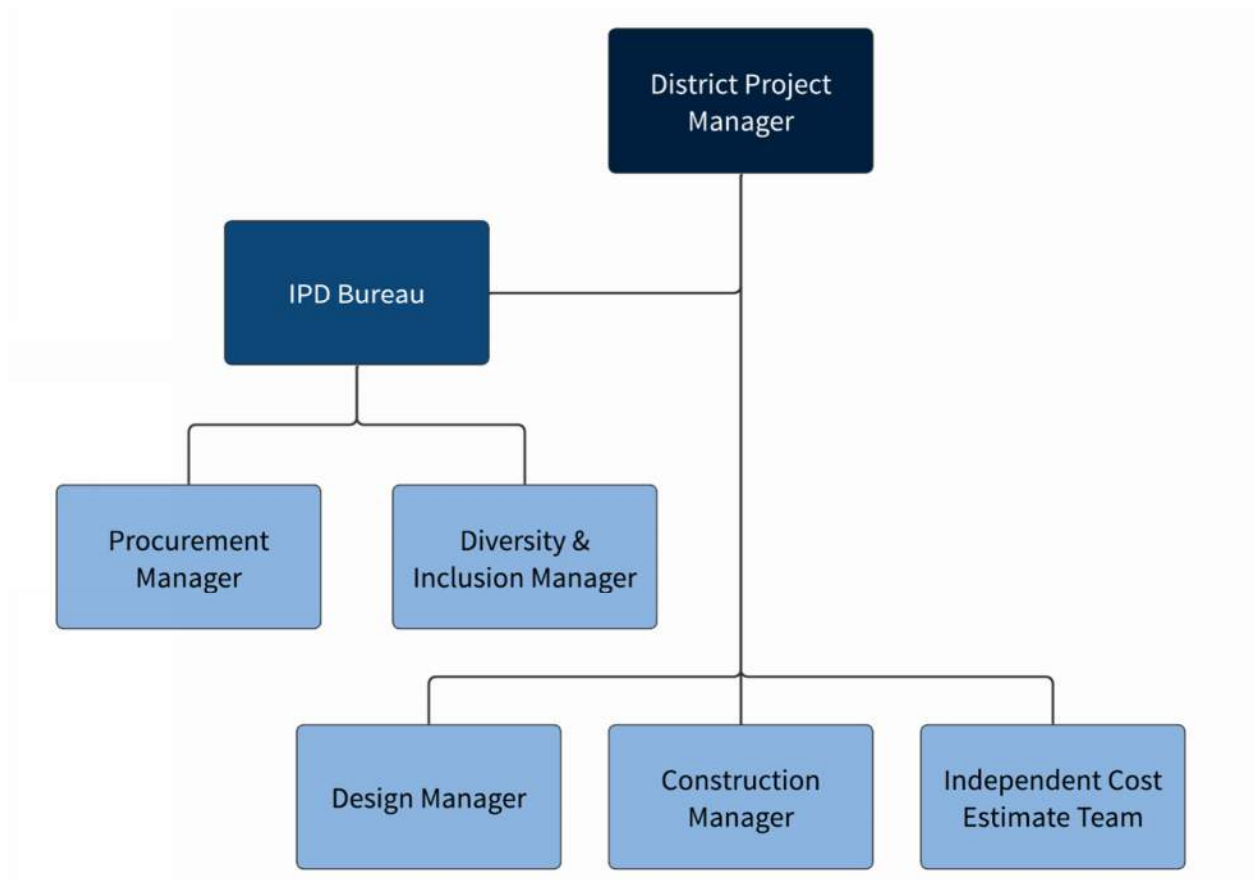 District Project
Manager
IPD Bureau
Procurement
Manager
Diversity &
Inclusion Manager
Design Manager
Construction
Manager
Independent Cost
Estimate Team